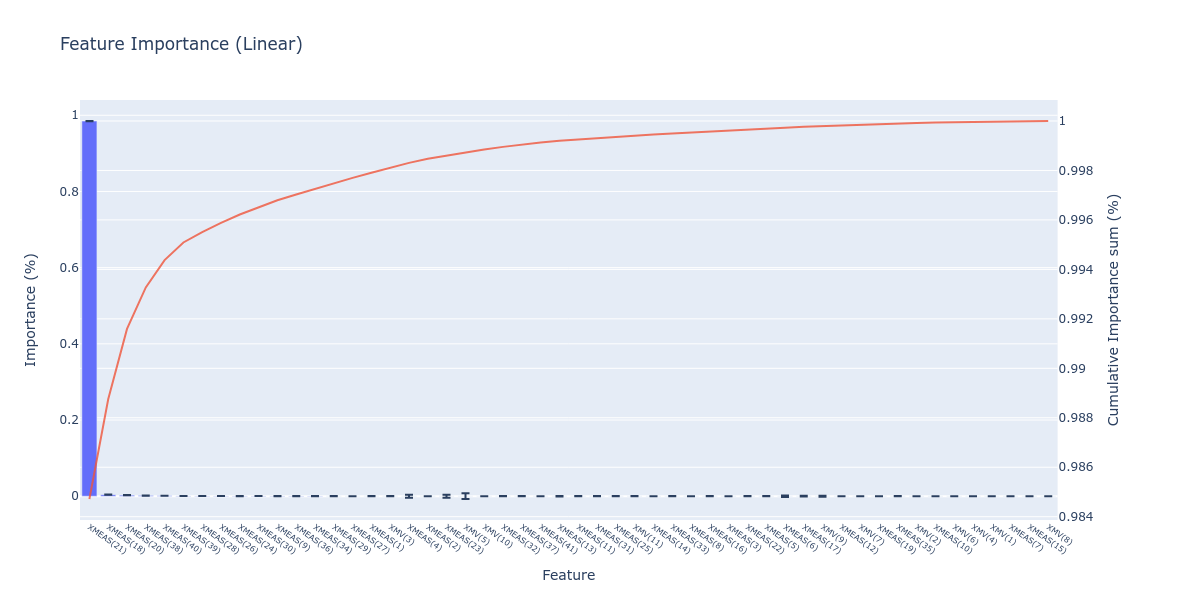 Feature Importance (Linear)
1
0.8
0.6
0.4
0.2
0
Importance (%)
1
0.998
0.996
0.994
0.992
0.99
0.988
0.986
0.984
Cumulative Importance sum (%)
XMEAS(21)
XMEAS(18)
XMEAS(20)
XMEAS(38)
XMEAS(40)
XMEAS(39)
XMEAS(28)
XMEAS(26)
XMEAS(24)
XMEAS(30)
XMEAS(9)
XMEAS(36)
XMEAS(34)
XMEAS(29)
XMEAS(27)
XMEAS(1)
XMV(3)
XMEAS(4)
XMEAS(2)
XMEAS(23)
XMV(5)
XMV(10)
XMEAS(32)
XMEAS(37)
XMEAS(41)
XMEAS(13)
XMEAS(11)
XMEAS(31)
XMEAS(25)
XMV(11)
XMEAS(14)
XMEAS(33)
XMEAS(8)
XMEAS(16)
XMEAS(3)
XMEAS(22)
XMEAS(5)
XMEAS(6)
XMEAS(17)
XMV(9)
XMEAS(12)
XMV(7)
XMEAS(19)
XMEAS(35)
XMV(2)
XMEAS(10)
XMV(6)
XMV(4)
XMV(1)
XMEAS(7)
XMEAS(15)
XMV(8)
Feature